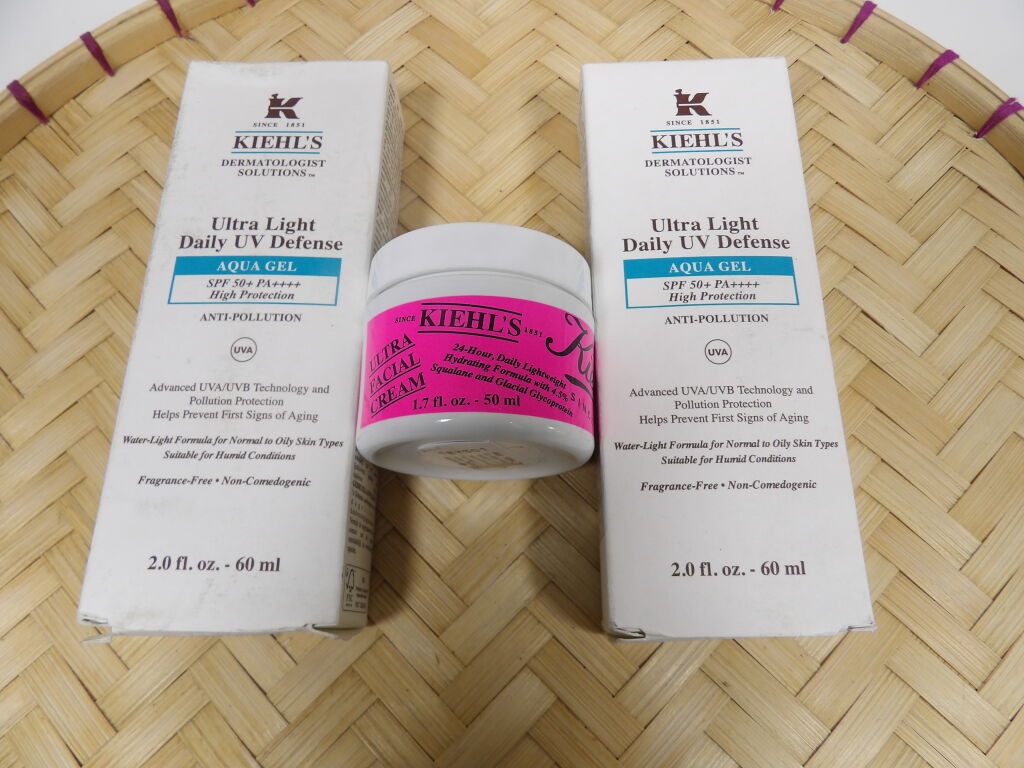 K
SINCE 1851
KIEHL'S
DERMATOLOGIST
SOLUTIONS™
Ultra Light
Daily UV Defense
AQUA GEL
SPF 50+ PA++++
High Protection
ANTI-POLLUTION
UVA
Advanced UVA/UVB Technology and
Pollution Protection
Helps Prevent First Signs of Aging
Water-Light Formula for Normal to Oily Skin Types
Suitable for Humid Conditions
Fragrance-Free • Non-Comedogenic
2.0 fl. oz. - 60 ml
SINCE KIEHL'S 1851
ULTRA
FACIAL
CREAM
24-Hour, Daily Lightweight
Hydrating Formula with 4.5%
Squalane and Glacial Glycoprotein
1.7 fl. oz. - 50 ml
K
SINCE 1851
KIEHL'S
DERMATOLOGIST
SOLUTIONS™
Ultra Light
Daily UV Defense
AQUA GEL
SPF 50+ PA++++
High Protection
ANTI-POLLUTION
UVA
Advanced UVA/UVB Technology and
Pollution Protection
Helps Prevent First Signs of Aging
Water-Light Formula for Normal to Oily Skin Types
Suitable for Humid Conditions
Fragrance-Free • Non-Comedogenic
2.0 fl. oz. - 60 ml